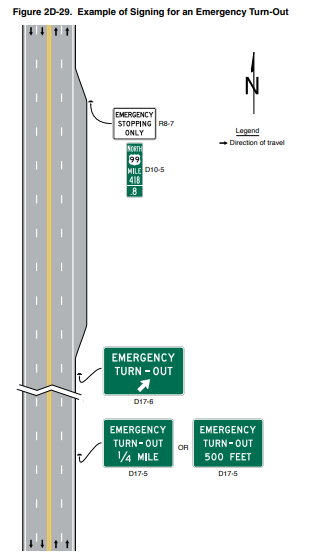 Figure 2D-29. Example of Signing for an Emergency Turn-Out
EMERGENCY
STOPPING
ONLY
R8-7
NORTH
99
MILE
418
.8
D10-5
N
Legend
Direction of travel
EMERGENCY
TURN-OUT
D17-6
EMERGENCY
TURN-OUT
1/4 MILE
D17-5
OR
EMERGENCY
TURN-OUT
500 FEET
D17-5